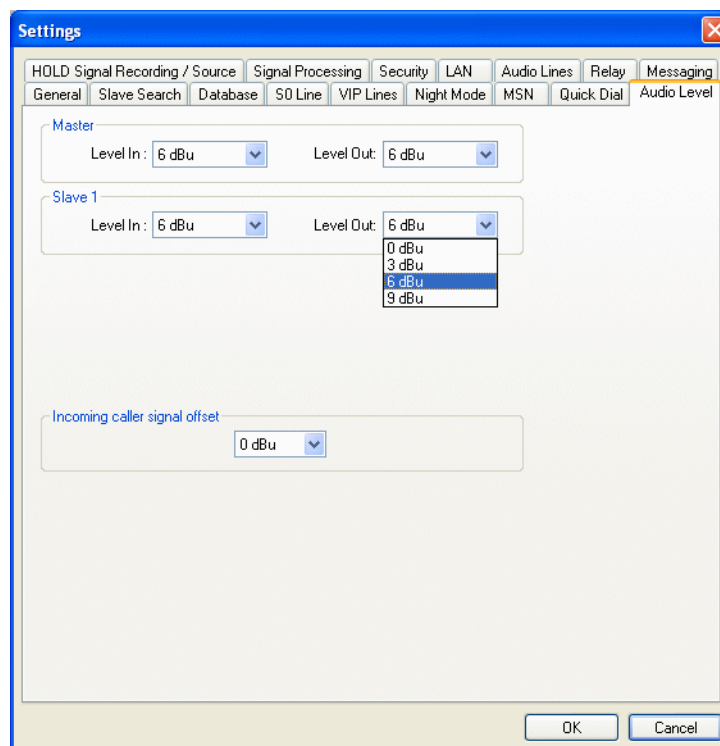 Settings
HOLD Signal Recording / Source Signal Processing Security LAN Audio Lines Relay Messaging
General Slave Search Database S0 Line VIP Lines Night Mode MSN Quick Dial Audio Level
Master
Level In : 6 dBu Level Out: 6 dBu
Slave 1
Level In : 6 dBu Level Out: 6 dBu
0 dBu
3 dBu
6 dBu
9 dBu
Incoming caller signal offset
0 dBu
OK Cancel